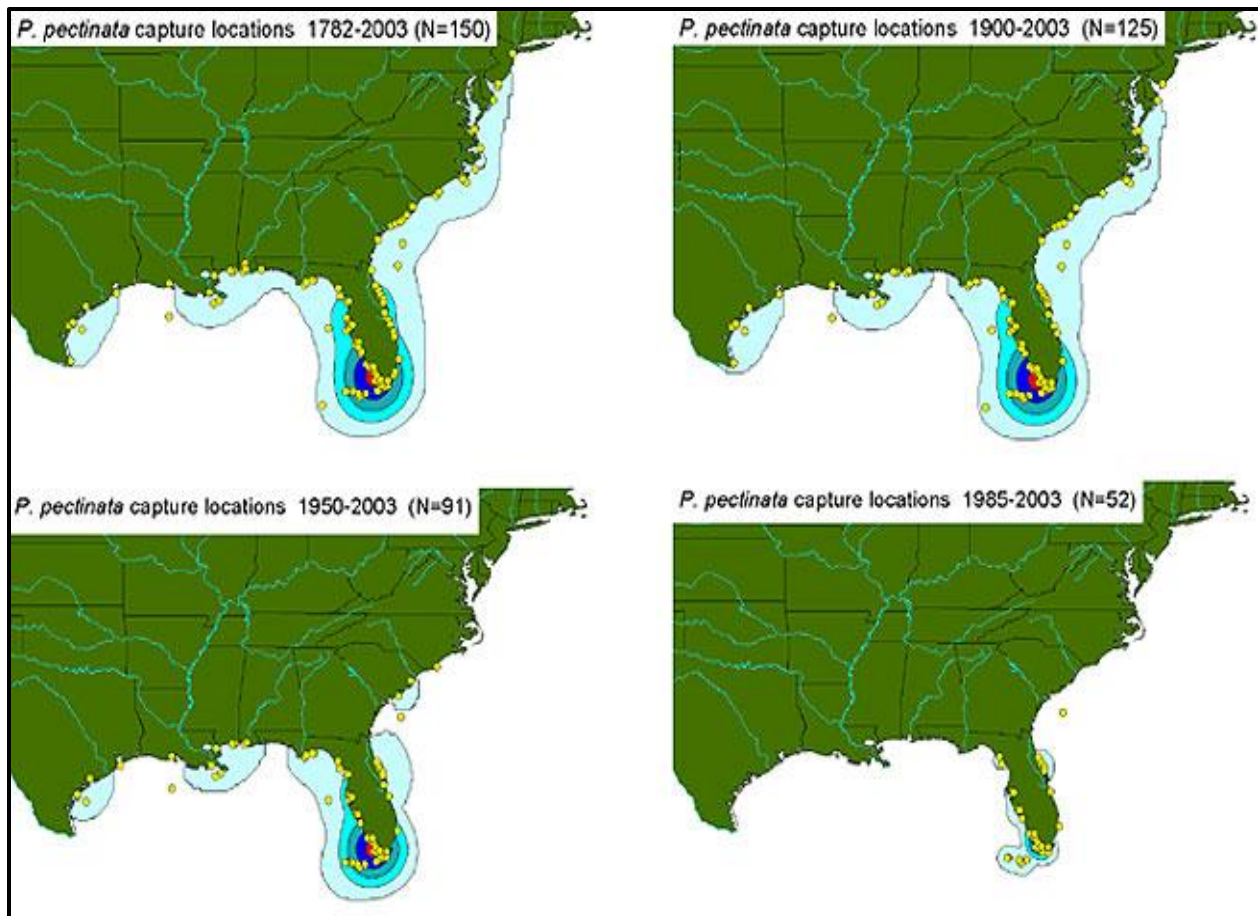 P. pectinata capture locations 1782-2003 (N=150)
P. pectinata capture locations 1900-2003 (N=125)
P. pectinata capture locations 1950-2003 (N=91)
P. pectinata capture locations 1985-2003 (N=52)